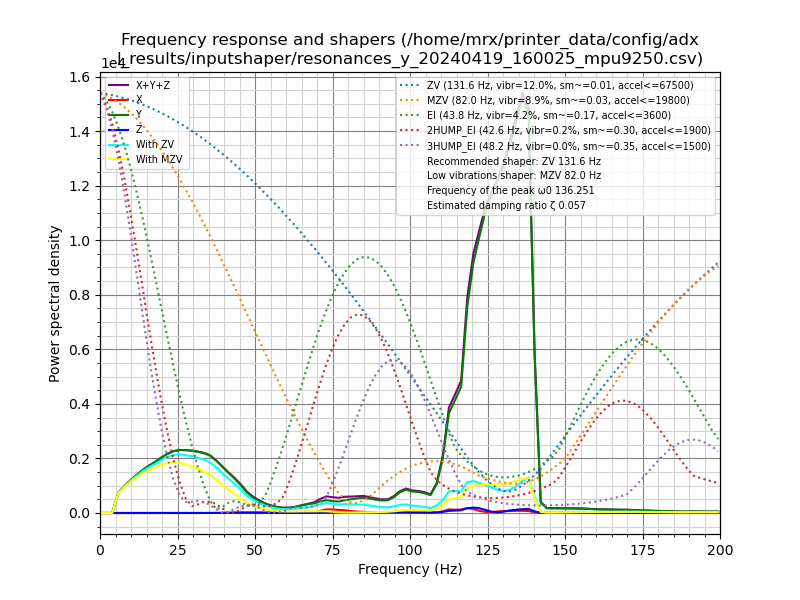 Frequency response and shapers (/home/mrx/printer_data/config/adx
l_results/inputshaper/resonances_y_20240419_160025_mpu9250.csv)
1e4
X+Y+Z
X
Y
Z
With ZV
With MZV
ZV (131.6 Hz, vibr=12.0%, sm~=0.01, accel<=67500)
MZV (82.0 Hz, vibr=8.9%, sm~=0.03, accel<=19800)
EI (43.8 Hz, vibr=4.2%, sm~=0.17, accel<=3600)
2HUMP_EI (42.6 Hz, vibr=0.2%, sm~=0.30, accel<=1900)
3HUMP_EI (48.2 Hz, vibr=0.0%, sm~=0.35, accel<=1500)
Recommended shaper: ZV 131.6 Hz
Low vibrations shaper: MZV 82.0 Hz
Frequency of the peak ω0 136.251
Estimated damping ratio ζ 0.057
Power spectral density
1.6
1.4
1.2
1.0
0.8
0.6
0.4
0.2
0.0
0 25 50 75 100 125 150 175 200
Frequency (Hz)